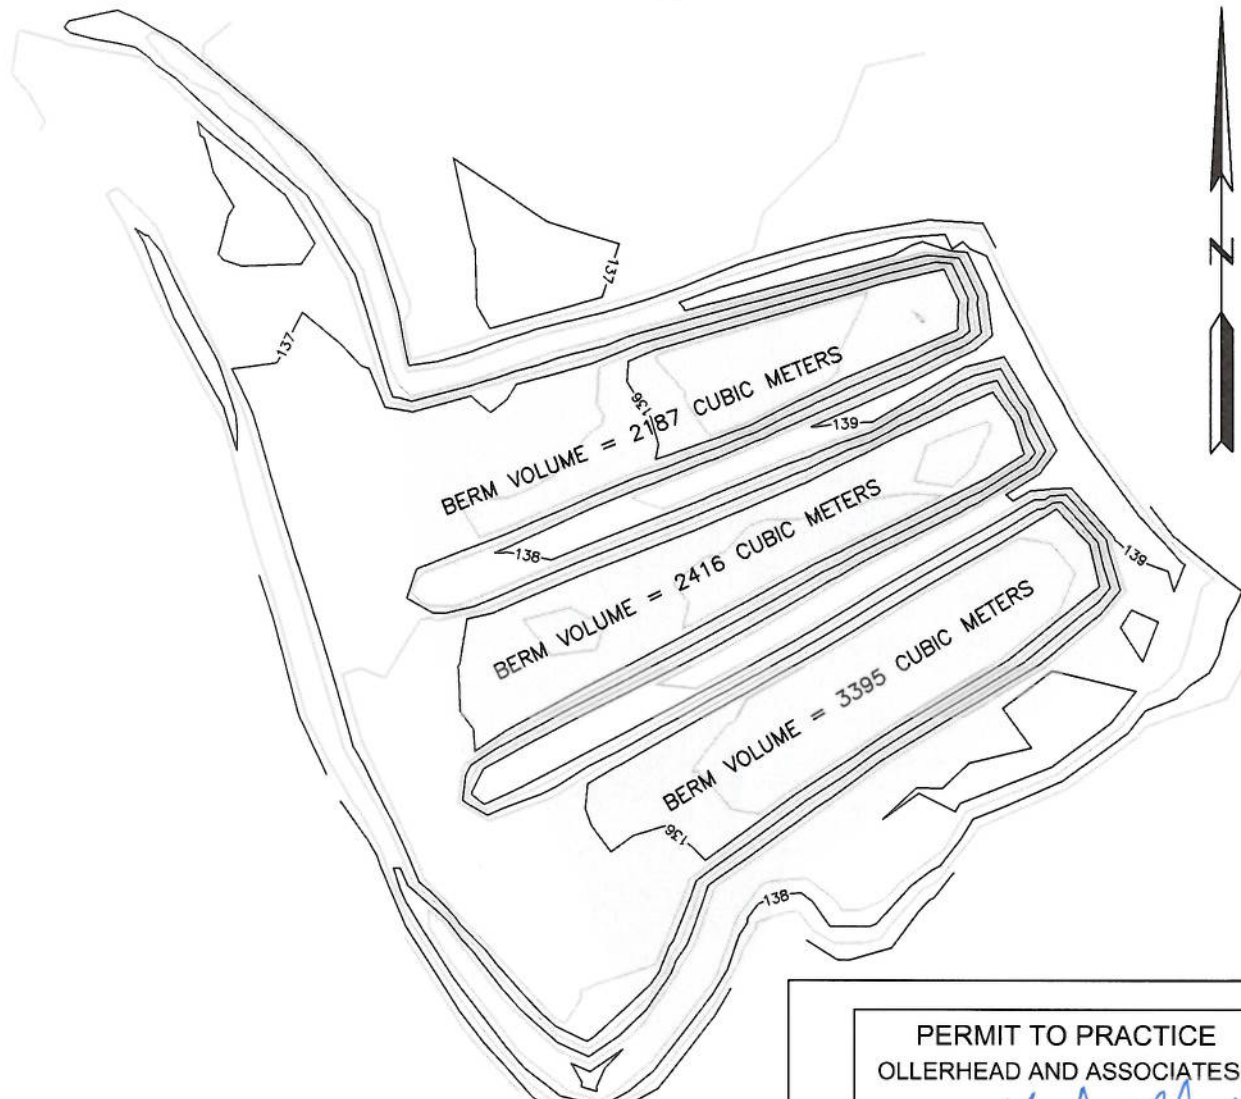 N
137
137
136
BERM VOLUME = 2187 CUBIC METERS
139
138
BERM VOLUME = 2416 CUBIC METERS
139
BERM VOLUME = 3395 CUBIC METERS
136
138
PERMIT TO PRACTICE
OLLERHEAD AND ASSOCIATES